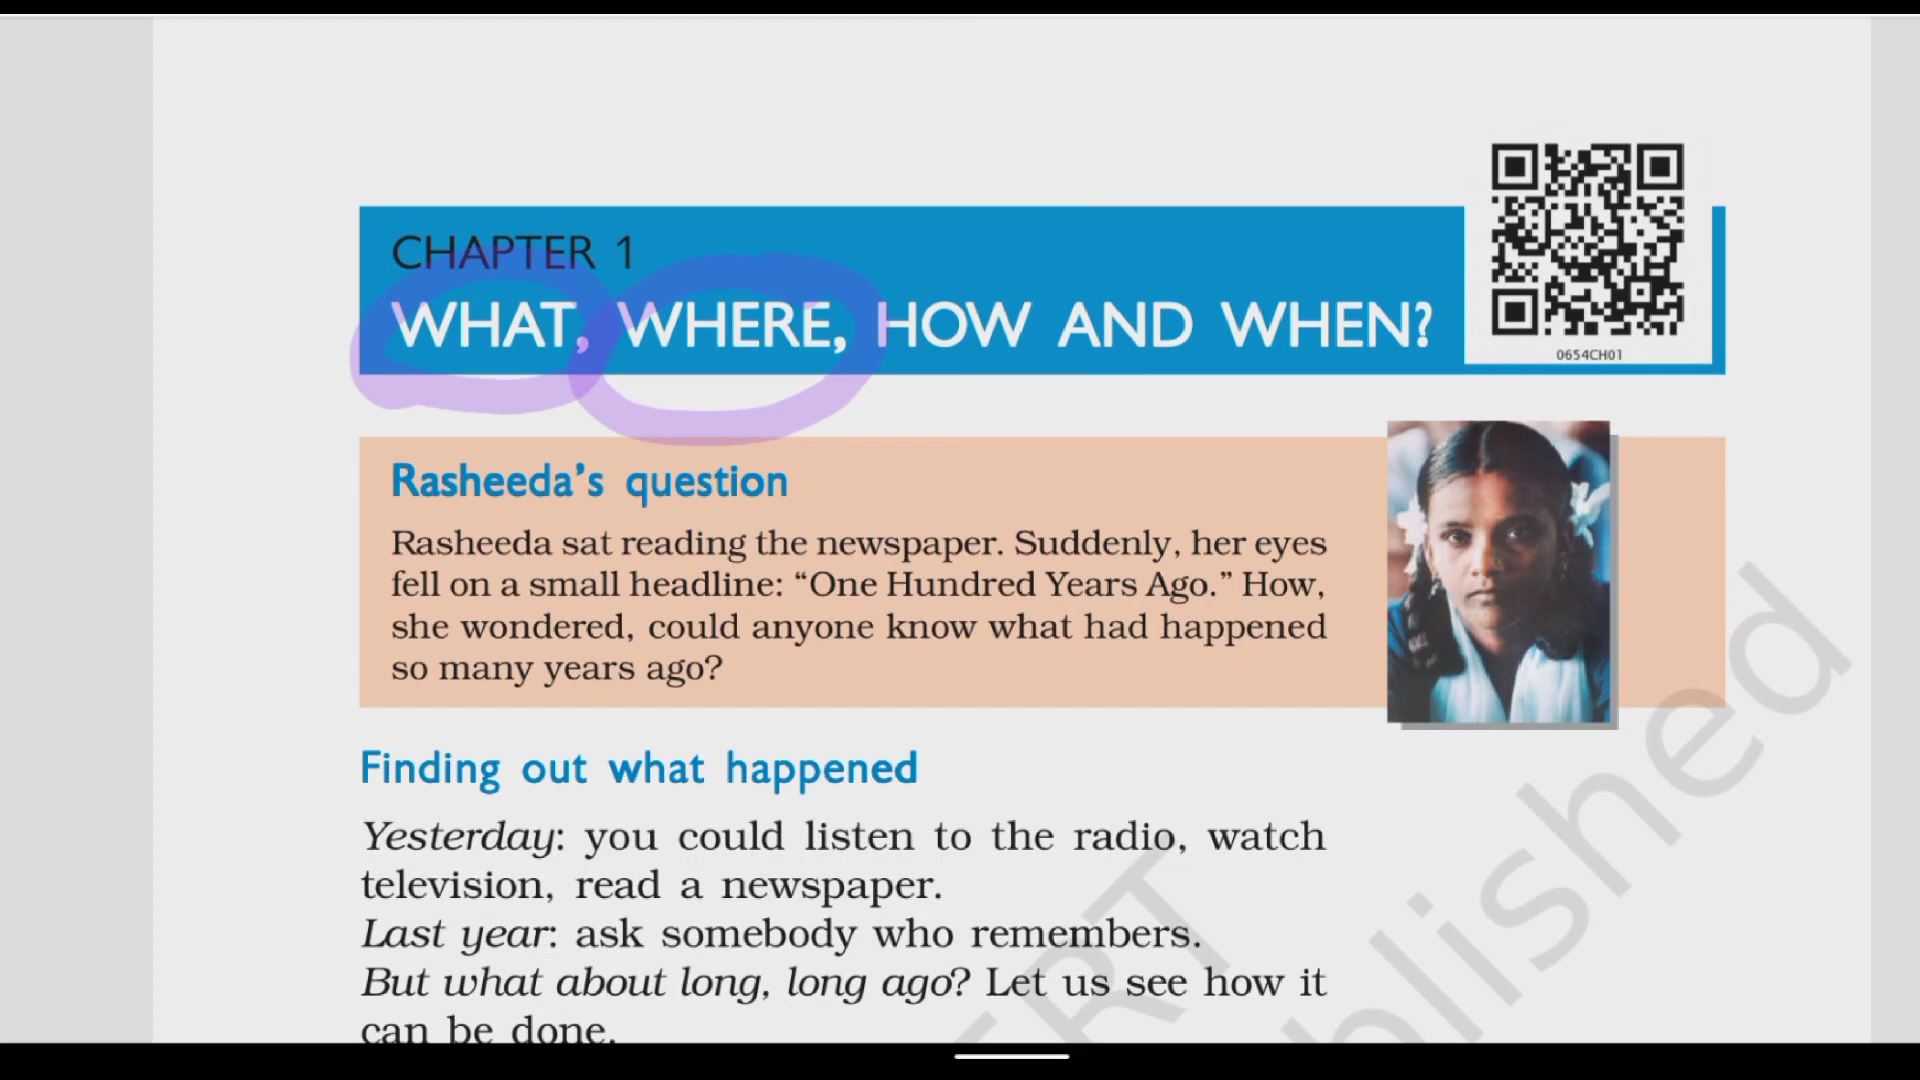 CHAPTER 1
WHAT, WHERE, HOW AND WHEN?
0654CH01
Rasheeda’s question
Rasheeda sat reading the newspaper. Suddenly, her eyes
fell on a small headline: “One Hundred Years Ago.” How,
she wondered, could anyone know what had happened
so many years ago?
Finding out what happened
Yesterday: you could listen to the radio, watch
television, read a newspaper.
Last year: ask somebody who remembers.
But what about long, long ago? Let us see how it
can be done.